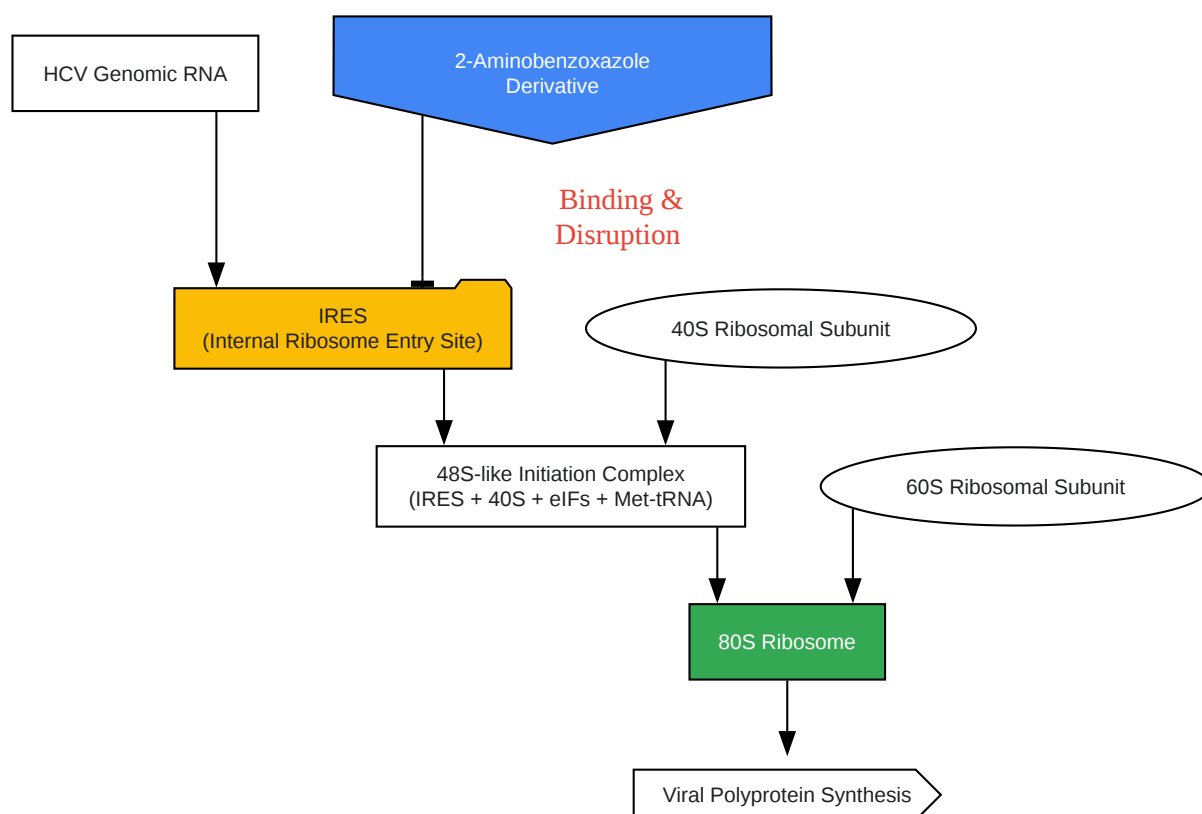 HCV Genomic RNA
2-Aminobenzoxazole
Derivative
Binding &
Disruption
IRES
(Internal Ribosome Entry Site)
40S Ribosomal Subunit
48S-like Initiation Complex
(IRES + 40S + eIFs + Met-tRNA)
60S Ribosomal Subunit
80S Ribosome
Viral Polyprotein Synthesis